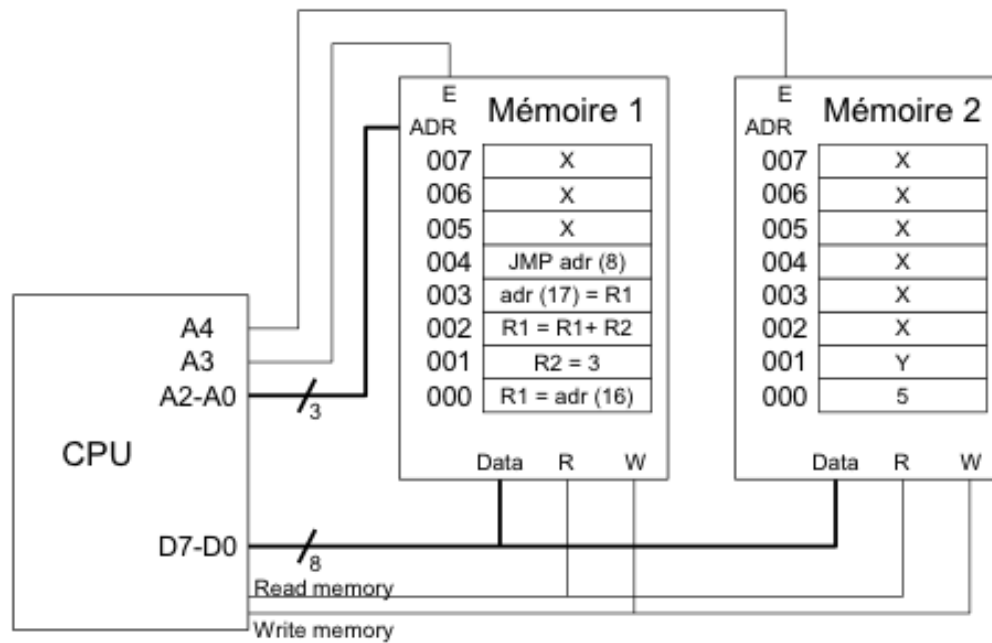 E
Mémoire 1
ADR
007 X
006 X
005 X
004 JMP adr (8)
003 adr (17) = R1
002 R1 = R1+ R2
001 R2 = 3
000 R1 = adr (16)
Data R W
E
Mémoire 2
ADR
007 X
006 X
005 X
004 X
003 X
002 X
001 Y
000 5
Data R W
A4
A3
A2-A0
3
CPU
D7-D0
8
Read memory
Write memory